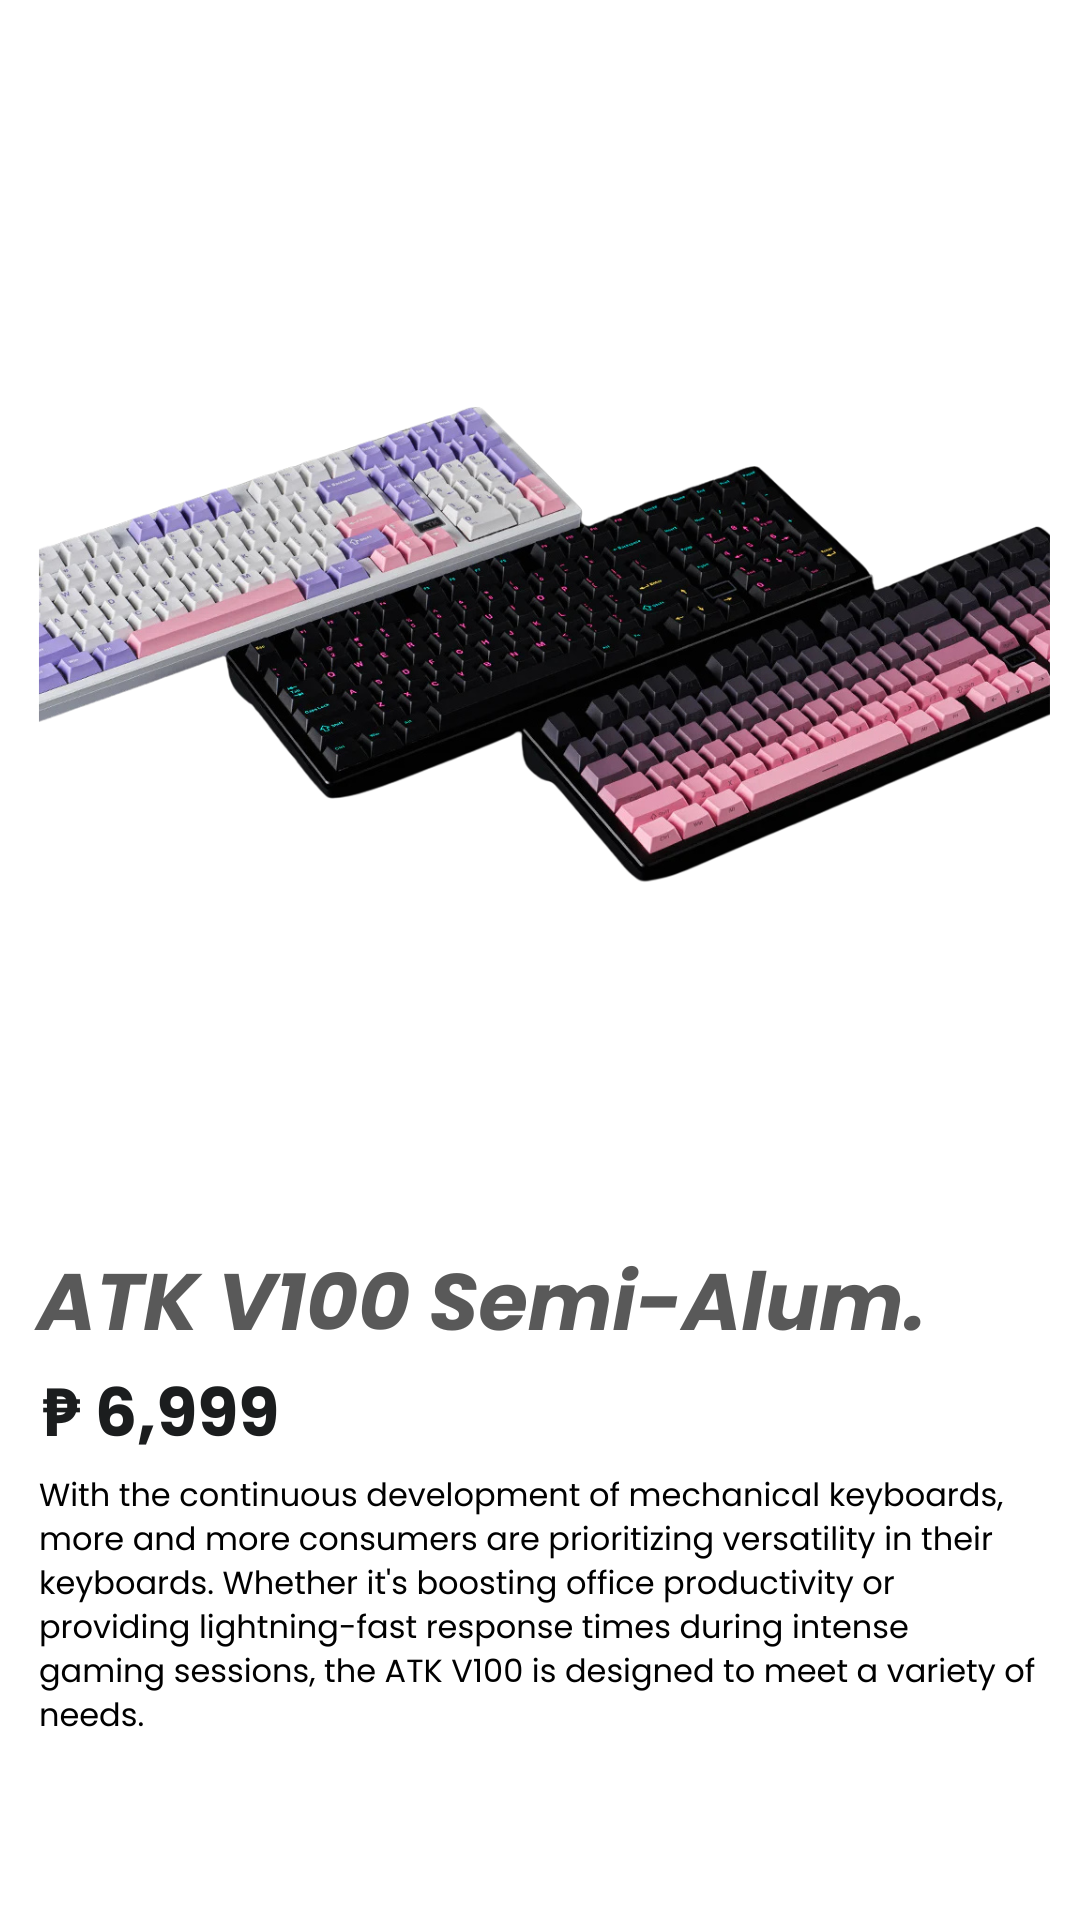 ATK V100 Semi-Alum.
₱ 6,999
With the continuous development of mechanical keyboards,
more and more consumers are prioritizing versatility in their
keyboards. Whether it's boosting office productivity or
providing lightning-fast response times during intense
gaming sessions, the ATK V100 is designed to meet a variety of
needs.